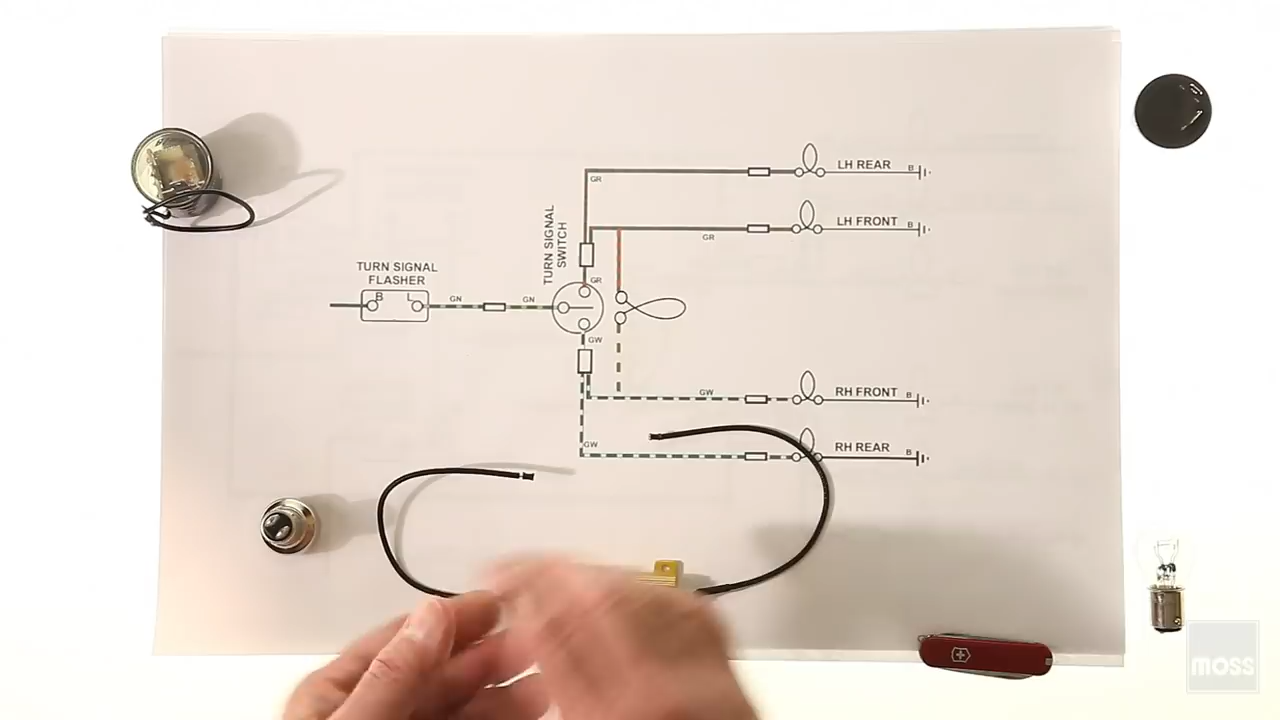 GR
LH REAR
B
LH FRONT
B
GR
TURN SIGNAL
SWITCH
TURN SIGNAL
FLASHER
B
L
GN
GN
GR
GW
GW
RH FRONT
B
GW
RH REAR
B
moss